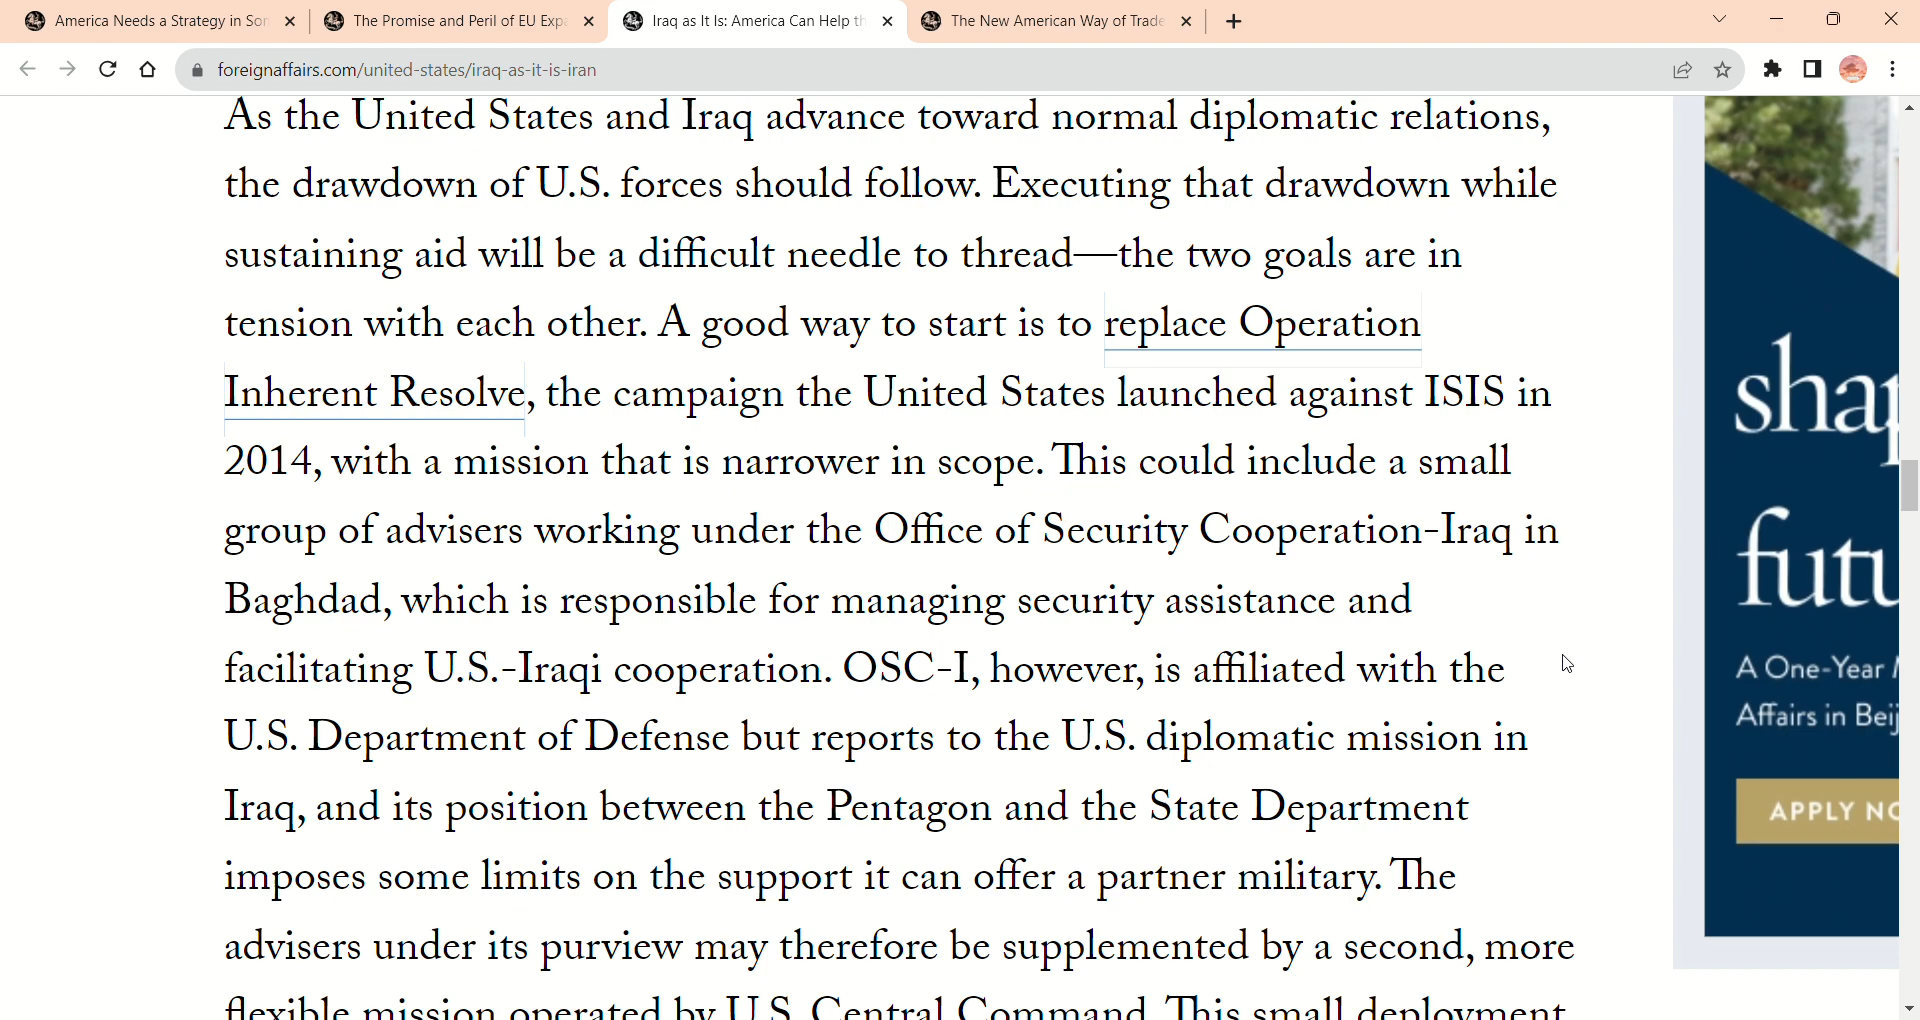 America Needs a Strategy in So
The Promise and Peril of EU Exp
Iraq as It Is: America Can Help th
The New American Way of Trade
foreignaffairs.com/united-states/iraq-as-it-is-iran
As the United States and Iraq advance toward normal diplomatic relations,
the drawdown of U.S. forces should follow. Executing that drawdown while
sustaining aid will be a difficult needle to thread—the two goals are in
tension with each other. A good way to start is to replace Operation
Inherent Resolve, the campaign the United States launched against ISIS in
2014, with a mission that is narrower in scope. This could include a small
group of advisers working under the Office of Security Cooperation-Iraq in
Baghdad, which is responsible for managing security assistance and
facilitating U.S.-Iraqi cooperation. OSC-I, however, is affiliated with the
U.S. Department of Defense but reports to the U.S. diplomatic mission in
Iraq, and its position between the Pentagon and the State Department
imposes some limits on the support it can offer a partner military. The
advisers under its purview may therefore be supplemented by a second, more
flexible mission operated by U.S. Central Command. This small deployment
shap
futu
A One-Year
Affairs in Beij
APPLY NO